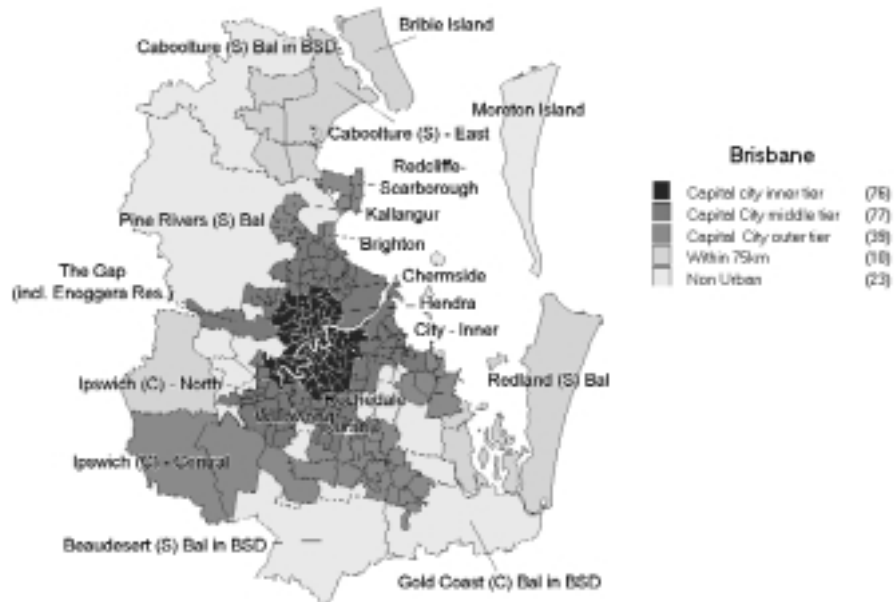 Bribie Island
Caboolture (S) Bal in BSD
Moreton Island
Caboolture (S) - East
Redcliffe-
Scarborough
Kallangur
Pine Rivers (S) Bal
Brighton
The Gap
(incl. Enoggera Res.)
Chermside
Hendra
City - Inner
Ipswich (C) - North
Redland (S) Bal
Rochedale
Ipswich (C) - Central
Beaudesert (S) Bal in BSD
Gold Coast (C) Bal in BSD
Brisbane
Capital city inner tier (76)
Capital City middle tier (77)
Capital City outer tier (39)
Within 75km (10)
Non Urban (23)